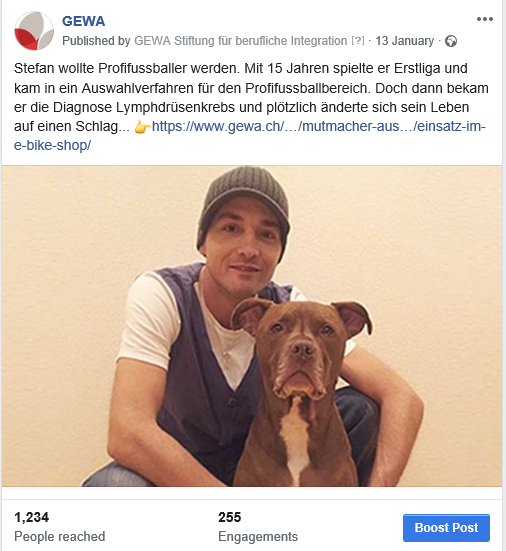 GEWA
Published by GEWA Stiftung für berufliche Integration [?] · 13 January ·
Stefan wollte Profifussballer werden. Mit 15 Jahren spielte er Erstliga und
kam in ein Auswahlverfahren für den Profifussballbereich. Doch dann bekam
er die Diagnose Lymphdrüsenkrebs und plötzlich änderte sich sein Leben
auf einen Schlag... 👉https://www.gewa.ch/…/mutmacher-aus…/einsatz-im-
e-bike-shop/
1,234
People reached
255
Engagements
Boost Post